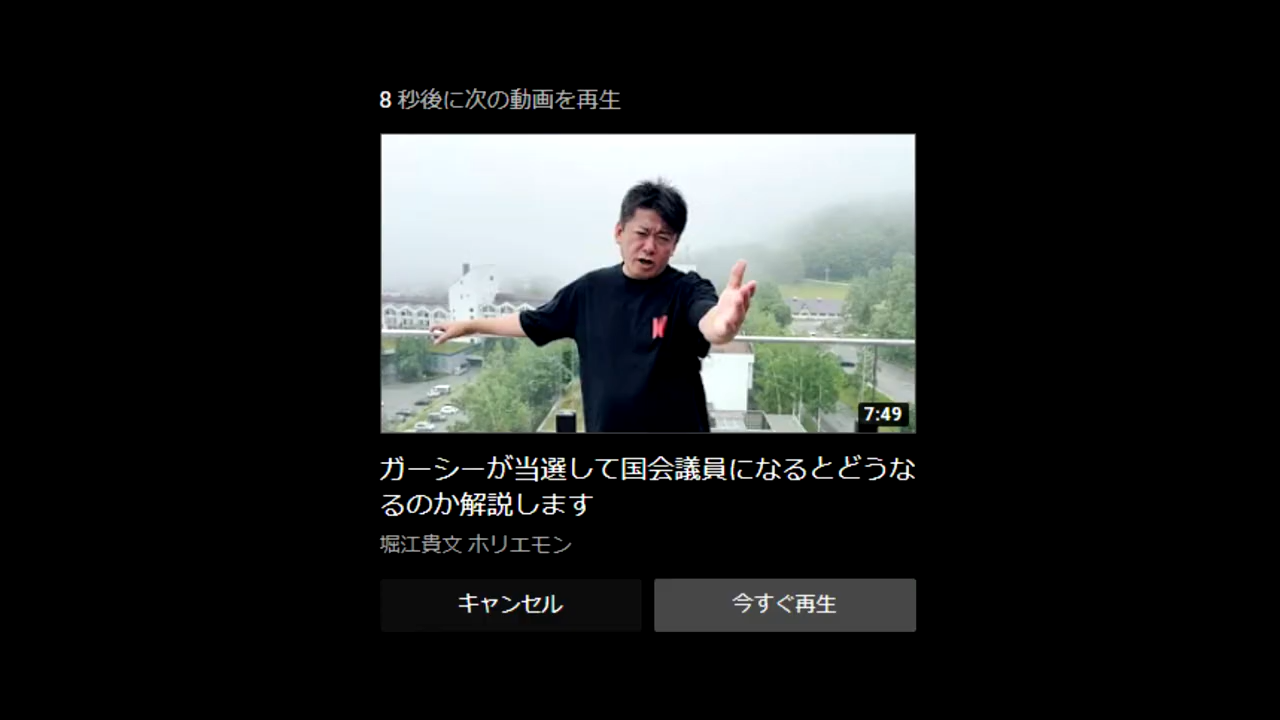 8 秒後に次の動画を再生
7:49
ガーシーが当選して国会議員になるとどうな
るのか解説します
堀江貴文 ホリエモン
キャンセル
今すぐ再生